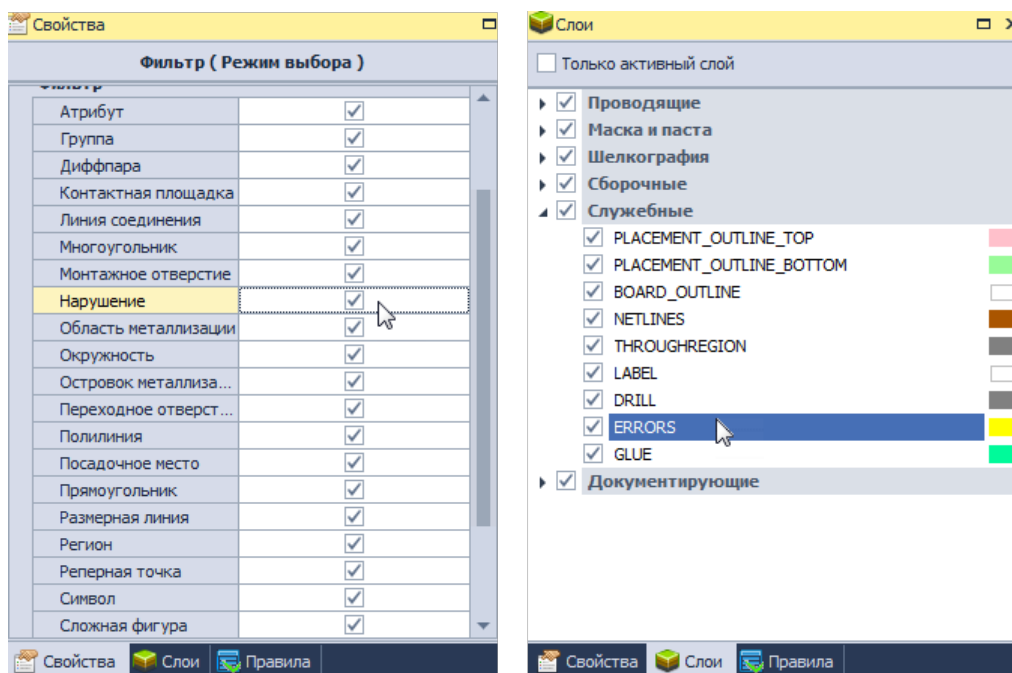 Свойства
Фильтр ( Режим выбора )
Фильтр
Атрибут
Группа
Диффпара
Контактная площадка
Линия соединения
Многоугольник
Монтажное отверстие
Нарушение
Область металлизации
Окружность
Островок металлиза...
Переходное отверст...
Полилиния
Посадочное место
Прямоугольник
Размерная линия
Регион
Реперная точка
Символ
Сложная фигура
Свойства Слои Правила
Слои
Только активный слой
Проводящие
Маска и паста
Шелкография
Сборочные
Служебные
PLACEMENT_OUTLINE_TOP
PLACEMENT_OUTLINE_BOTTOM
BOARD_OUTLINE
NETLINES
THROUGHREGION
LABEL
DRILL
ERRORS
GLUE
Документирующие
Свойства Слои Правила